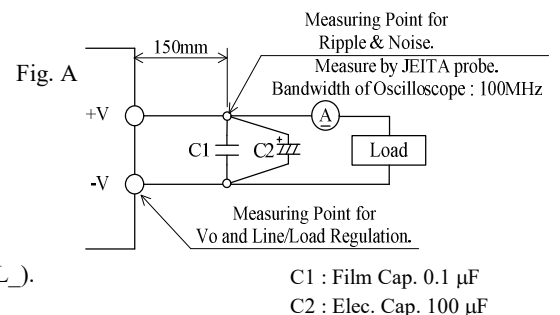 Measuring Point for
Ripple & Noise.
150mm
Measure by JEITA probe.
Fig. A
Bandwidth of Oscilloscope : 100MHz
+V
A
C1
C2
+
Load
-V
Measuring Point for
Vo and Line/Load Regulation.
L_).
C1 : Film Cap. 0.1 µF
C2 : Elec. Cap. 100 µF